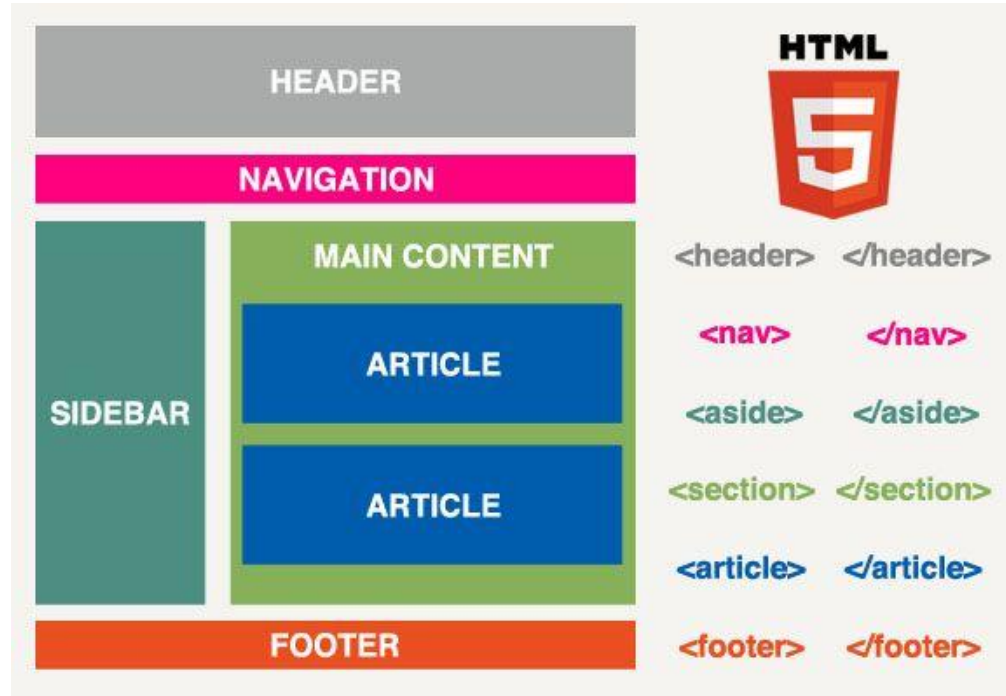 HEADER
NAVIGATION
SIDEBAR
MAIN CONTENT
ARTICLE
ARTICLE
FOOTER
HTML
5
<header> </header>
<nav> </nav>
<aside> </aside>
<section> </section>
<article> </article>
<footer> </footer>